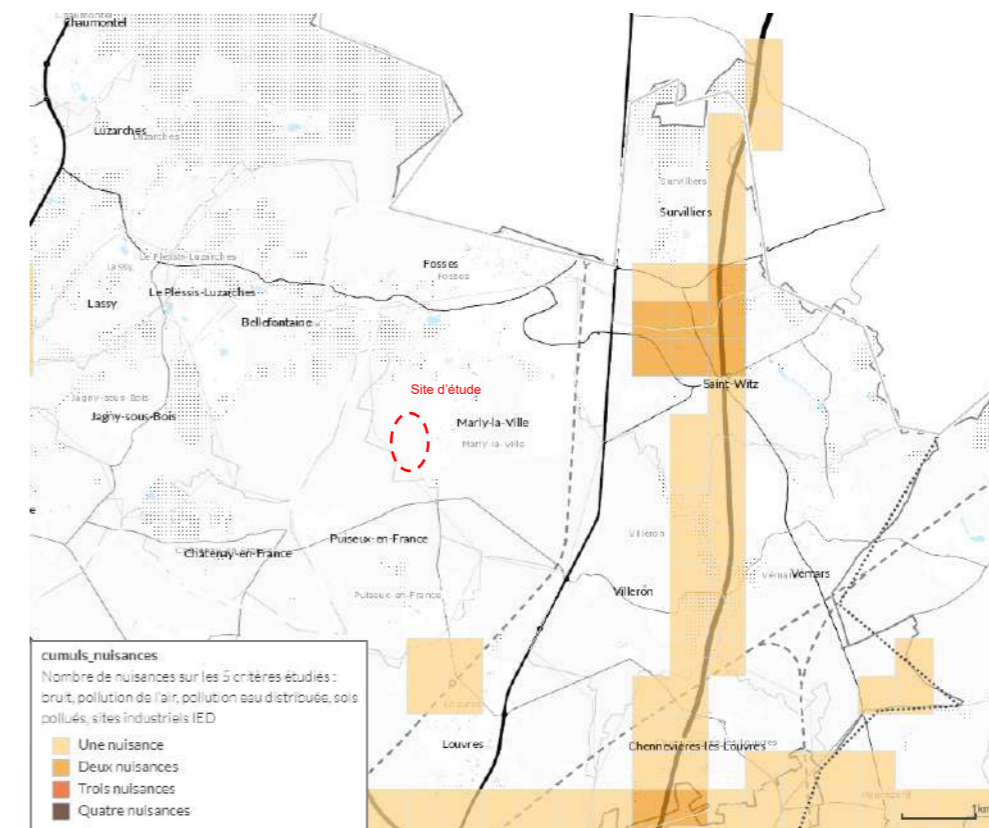 Chaumontel
Chaumontel
Luzarches
Luzarches
Survilliers
Survilliers
Le Plessis-Luzarches
Lassy
Fosses
Fosses
Le Plessis-Luzarches
Lassy
Bellefontaine
Saint-Witz
Site d'étude
Jagny-sous-Bois
Jagny-sous-Bois
Marly-la-Ville
Marly-la-Ville
e
Puiseux-en-France
Villeron
Châtenay-en-France
Vémars
Villeron
Puiseux-en-France
cumuls_nuisances
Nombre de nuisances sur les 5 critères étudiés :
bruit, pollution de l'air, pollution eau distribuée, sols
pollués, sites industriels IED
Une nuisance
Deux nuisances
Trois nuisances
Quatre nuisances
Louvres
Louvres
Chennevières-lès-Louvres
1km